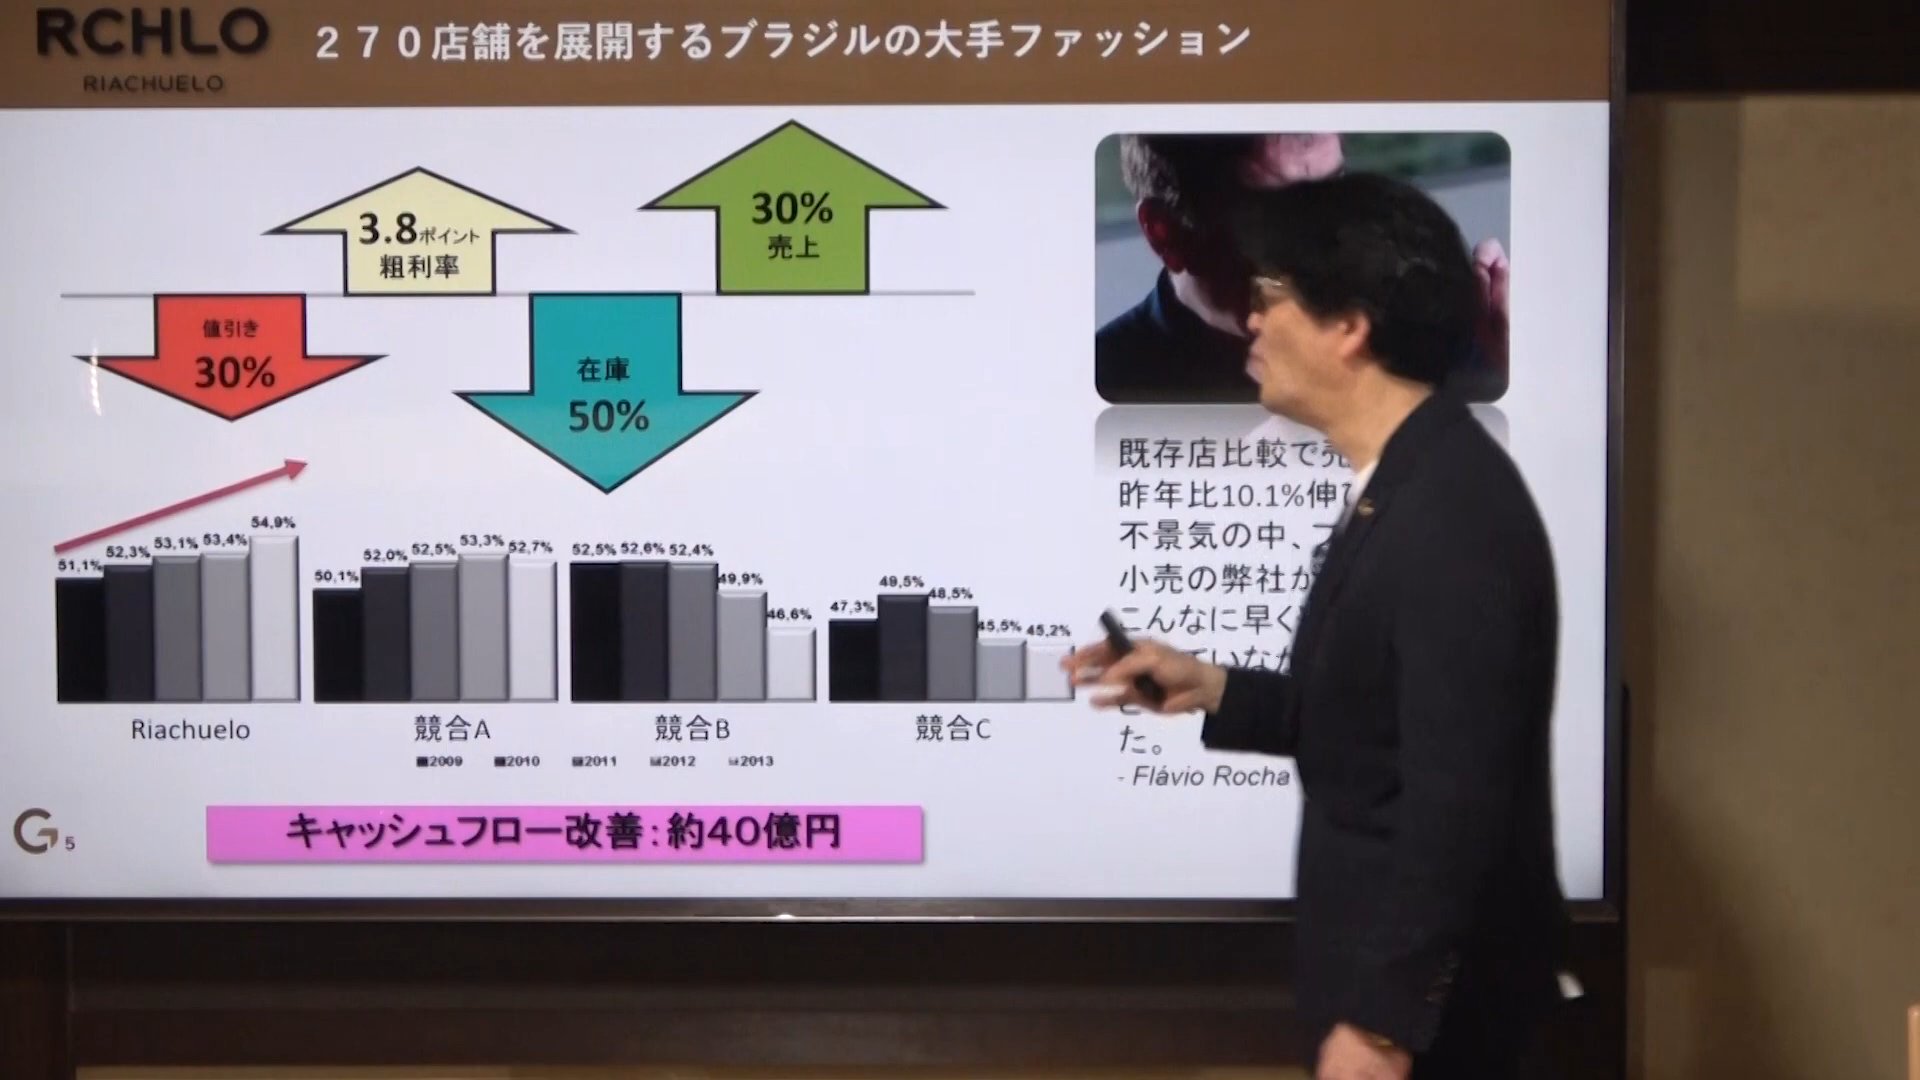 RCHLO
RIACHUELO
２７０店舗を展開するブラジルの大手ファッション
3.8ポイント
粗利率
30%
売上
値引き
30%
在庫
50%
51,1% 52,3% 53,1% 53,4% 54,9%
50,1% 52,0% 52,5% 53,3% 52,7%
52,5% 52,6% 52,4% 49,9% 46,6%
47,3% 49,5% 48,5% 45,5% 45,2%
Riachuelo 競合A 競合B 競合C
2009 2010 2011 2012 2013
キャッシュフロー改善：約40億円
G 5
既存店比較で売
昨年比10.1%伸び
不景気の中、
小売の弊社が
こんなに早く
ていなか
た。
- Flávio Rocha